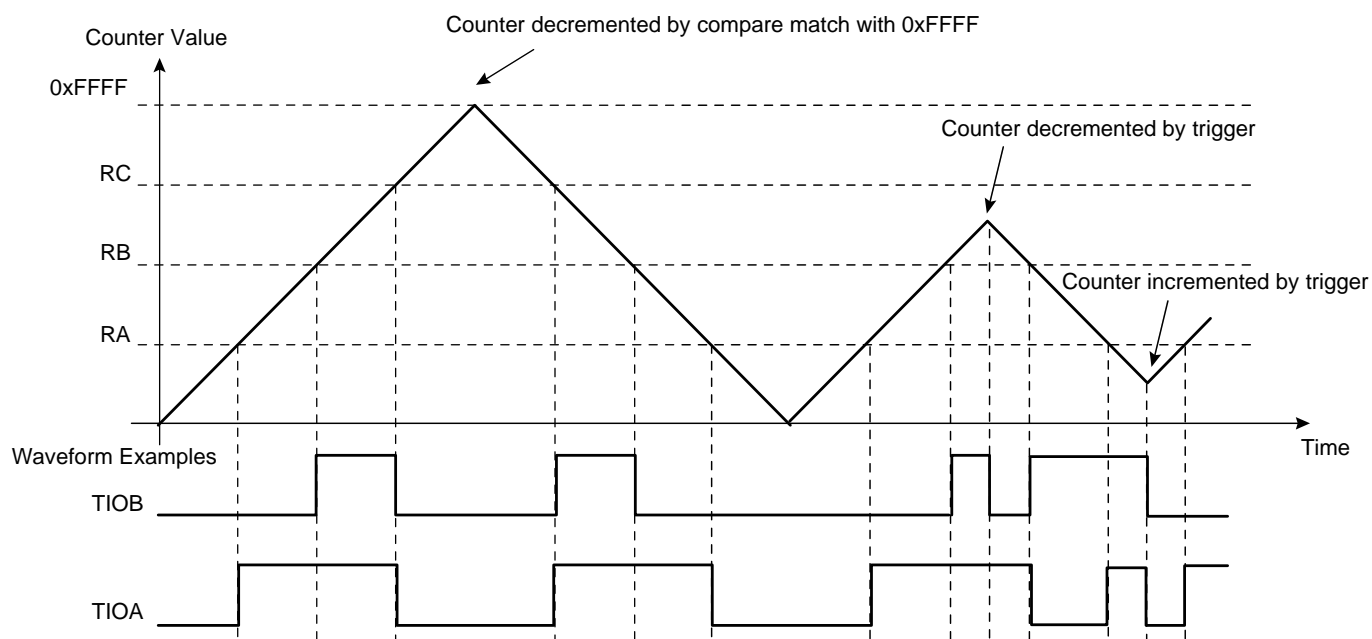 Counter decremented by compare match with 0xFFFF
Counter Value
0xFFFF
Counter decremented by trigger
RC
RB
Counter incremented by trigger
RA
Time
Waveform Examples
TIOB
TIOA